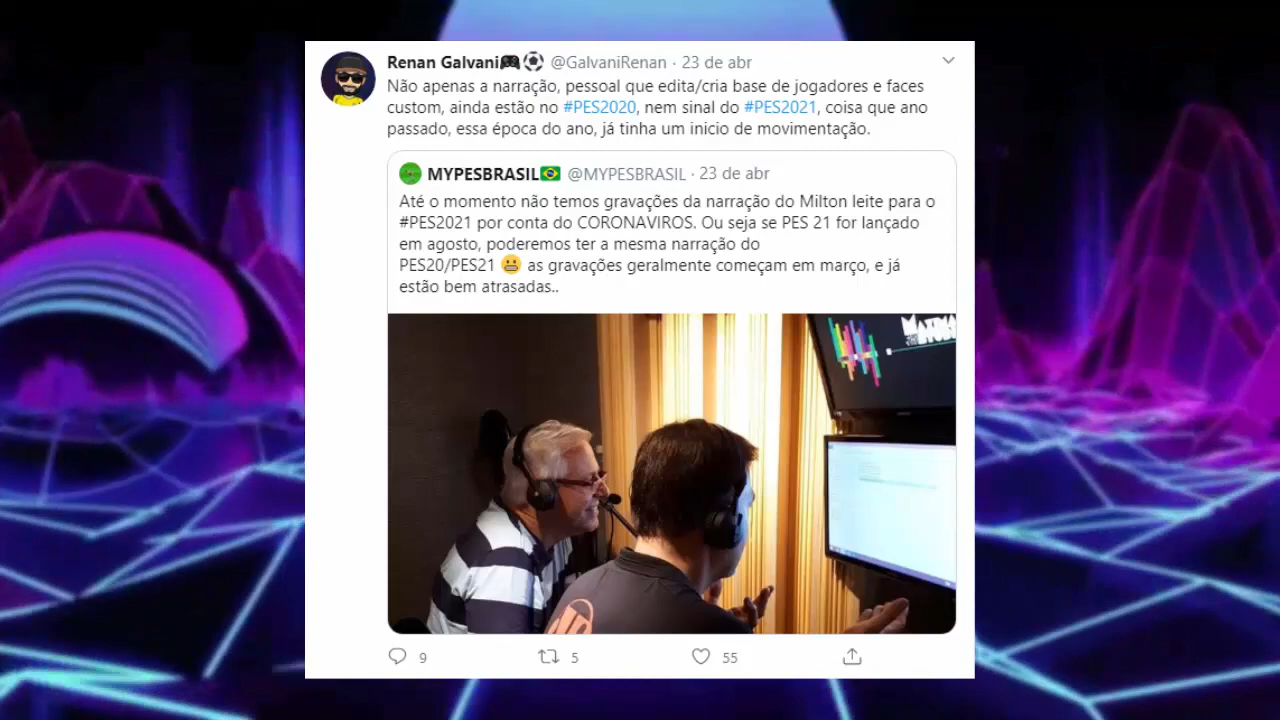 Renan Galvani🎮⚽ @GalvaniRenan · 23 de abr
Não apenas a narração, pessoal que edita/cria base de jogadores e faces
custom, ainda estão no #PES2020, nem sinal do #PES2021, coisa que ano
passado, essa época do ano, já tinha um inicio de movimentação.
MYPESBRASIL🇧🇷 @MYPESBRASIL · 23 de abr
Até o momento não temos gravações da narração do Milton leite para o
#PES2021 por conta do CORONAVIROS. Ou seja se PES 21 for lançado
em agosto, poderemos ter a mesma narração do
PES20/PES21 😬 as gravações geralmente começam em março, e já
estão bem atrasadas..
9 5 55